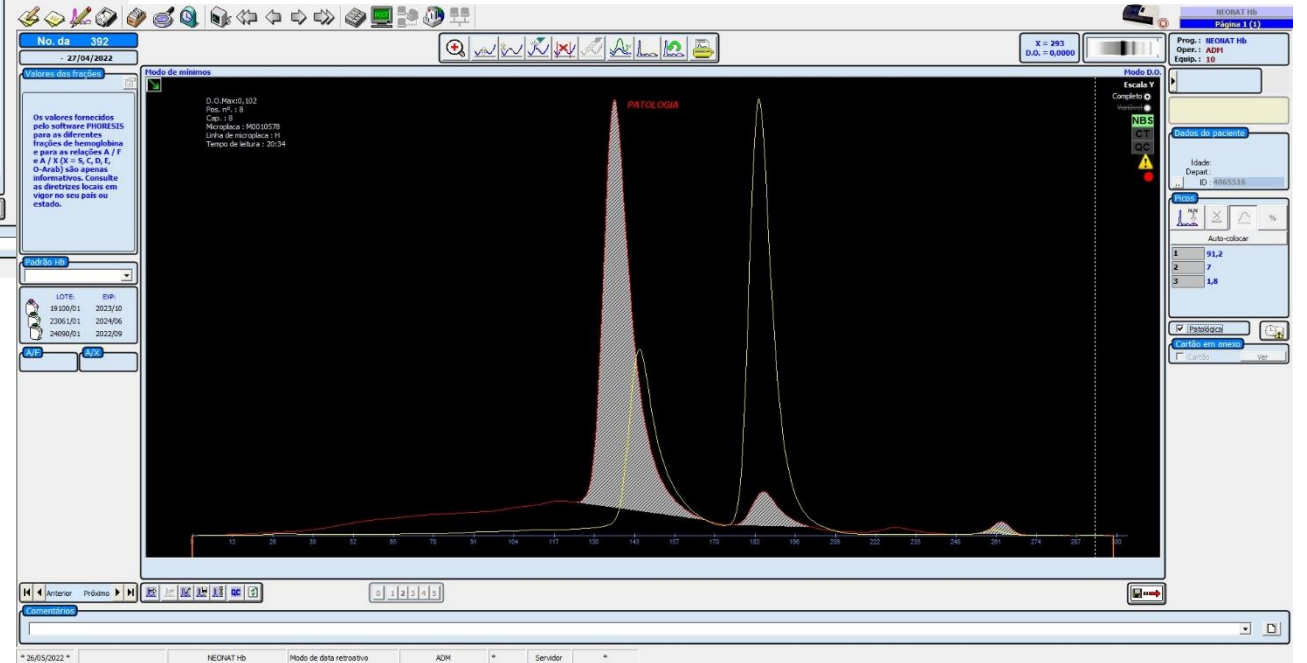 NEONAT Hb
Página 1 (1)
No. da 392
- 27/04/2022
X = 293
D.O. = 0,0000
Prog. : NEONAT Hb
Oper. : ADM
Equip. : 10
Valores das frações
Os valores fornecidos
pelo software PHORESIS
para as diferentes
frações de hemoglobina
e para as relações A / F
e A / X (X = S, C, D, E,
O-Arab) são apenas
informativos. Consulte
as diretrizes locais em
vigor no seu país ou
estado.
Padrão Hb
LOTE: EXP:
19100/01 2023/10
23061/01 2024/06
24090/01 2022/09
A/F
A/X
Modo de mínimos
Modo D.O.
D.O.Max:0,102
Pos. nº. : 8
Cap. : 8
Microplaca : M0010578
Linha de microplaca : H
Tempo de leitura : 20:34
PATOLOGIA
Escala Y
Completo
Variável
NBS
CT
QC
0 13 26 39 52 65 78 91 104 117 130 143 157 170 183 196 209 222 235 248 261 274 287 300
Dados do paciente
Idade:
Depart.:
.. ID : 4065516
Picos
%
Auto-colocar
1 91,2
2 7
3 1,8
Patológica
Cartão em anexo
Cartão Ver
Anterior Próximo
QC
0 1 2 3 4 5
Comentários
* 26/05/2022 * NEONAT Hb Modo de data retroativo ADM * Servidor *